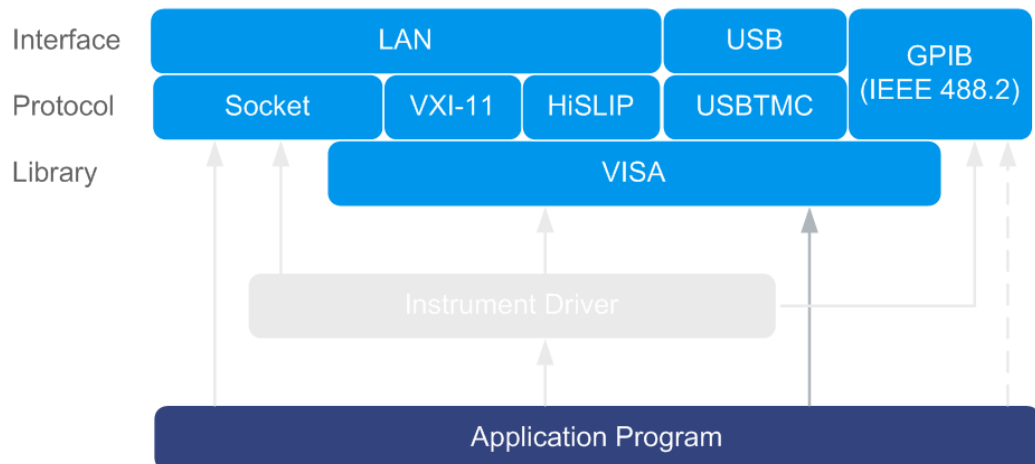 Interface
LAN
USB
GPIB
(IEEE 488.2)
Protocol
Socket
VXI-11
HiSLIP
USBTMC
Library
VISA
Instrument Driver
Application Program